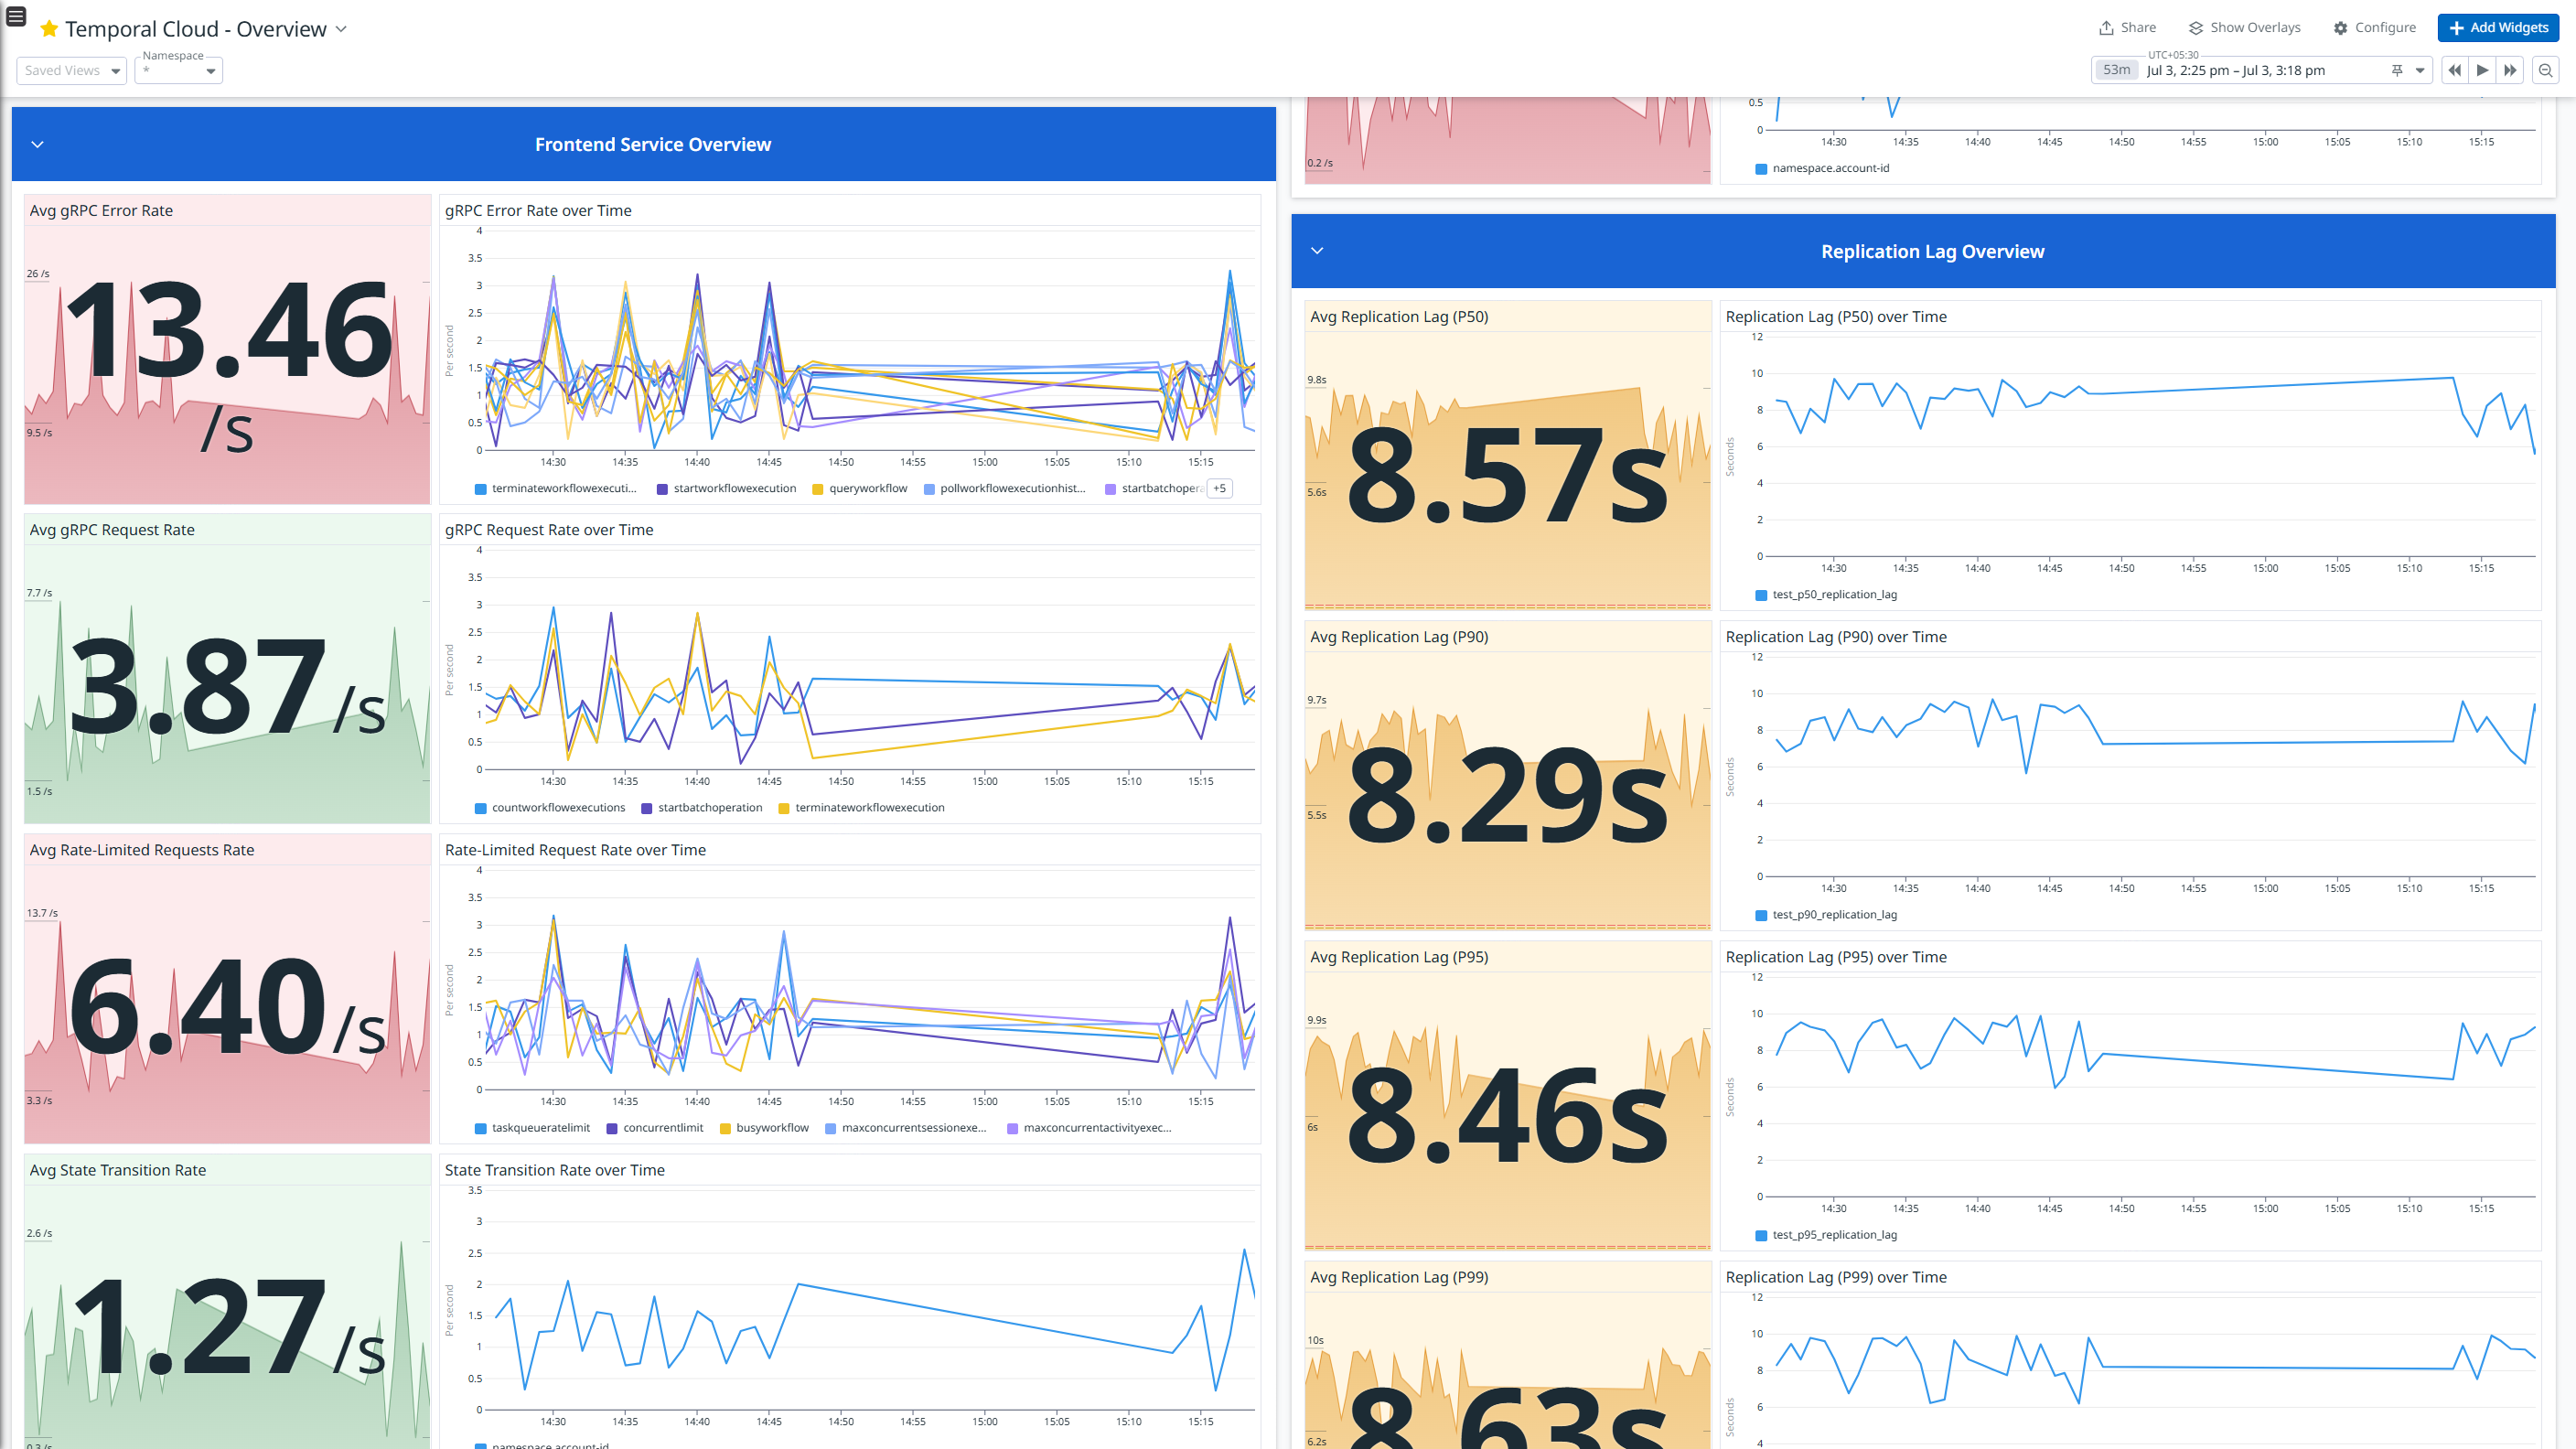 Temporal Cloud - Overview
Share
Show Overlays
Configure
Add Widgets
Saved Views
Namespace
*
UTC+05:30
53m Jul 3, 2:25 pm – Jul 3, 3:18 pm
Frontend Service Overview
Avg gRPC Error Rate
26 /s
13.46
/s
9.5 /s
gRPC Error Rate over Time
Per second
4
3.5
3
2.5
2
1.5
1
0.5
0
14:30 14:35 14:40 14:45 14:50 14:55 15:00 15:05 15:10 15:15
terminateworkflowexecuti... startworkflowexecution queryworkflow pollworkflowexecutionhist... startbatchopera +5
Avg gRPC Request Rate
7.7 /s
3.87/s
1.5 /s
gRPC Request Rate over Time
Per second
4
3.5
3
2.5
2
1.5
1
0.5
0
14:30 14:35 14:40 14:45 14:50 14:55 15:00 15:05 15:10 15:15
countworkflowexecutions startbatchoperation terminateworkflowexecution
Avg Rate-Limited Requests Rate
13.7 /s
6.40/s
3.3 /s
Rate-Limited Request Rate over Time
Per second
4
3.5
3
2.5
2
1.5
1
0.5
0
14:30 14:35 14:40 14:45 14:50 14:55 15:00 15:05 15:10 15:15
taskqueueratelimit concurrentlimit busyworkflow maxconcurrentsessionexe... maxconcurrentactivityexec...
Avg State Transition Rate
2.6 /s
1.27/s
0.3 /s
State Transition Rate over Time
Per second
3.5
3
2.5
2
1.5
1
0.5
0
14:30 14:35 14:40 14:45 14:50 14:55 15:00 15:05 15:10 15:15
namespace.account-id
0.2 /s
0.5
0
14:30 14:35 14:40 14:45 14:50 14:55 15:00 15:05 15:10 15:15
namespace.account-id
Replication Lag Overview
Avg Replication Lag (P50)
9.8s
8.57s
5.6s
Replication Lag (P50) over Time
Seconds
12
10
8
6
4
2
0
14:30 14:35 14:40 14:45 14:50 14:55 15:00 15:05 15:10 15:15
test_p50_replication_lag
Avg Replication Lag (P90)
9.7s
8.29s
5.5s
Replication Lag (P90) over Time
Seconds
12
10
8
6
4
2
0
14:30 14:35 14:40 14:45 14:50 14:55 15:00 15:05 15:10 15:15
test_p90_replication_lag
Avg Replication Lag (P95)
9.9s
8.46s
6s
Replication Lag (P95) over Time
Seconds
12
10
8
6
4
2
0
14:30 14:35 14:40 14:45 14:50 14:55 15:00 15:05 15:10 15:15
test_p95_replication_lag
Avg Replication Lag (P99)
10s
8.63s
6.2s
Replication Lag (P99) over Time
Seconds
12
10
8
6
4